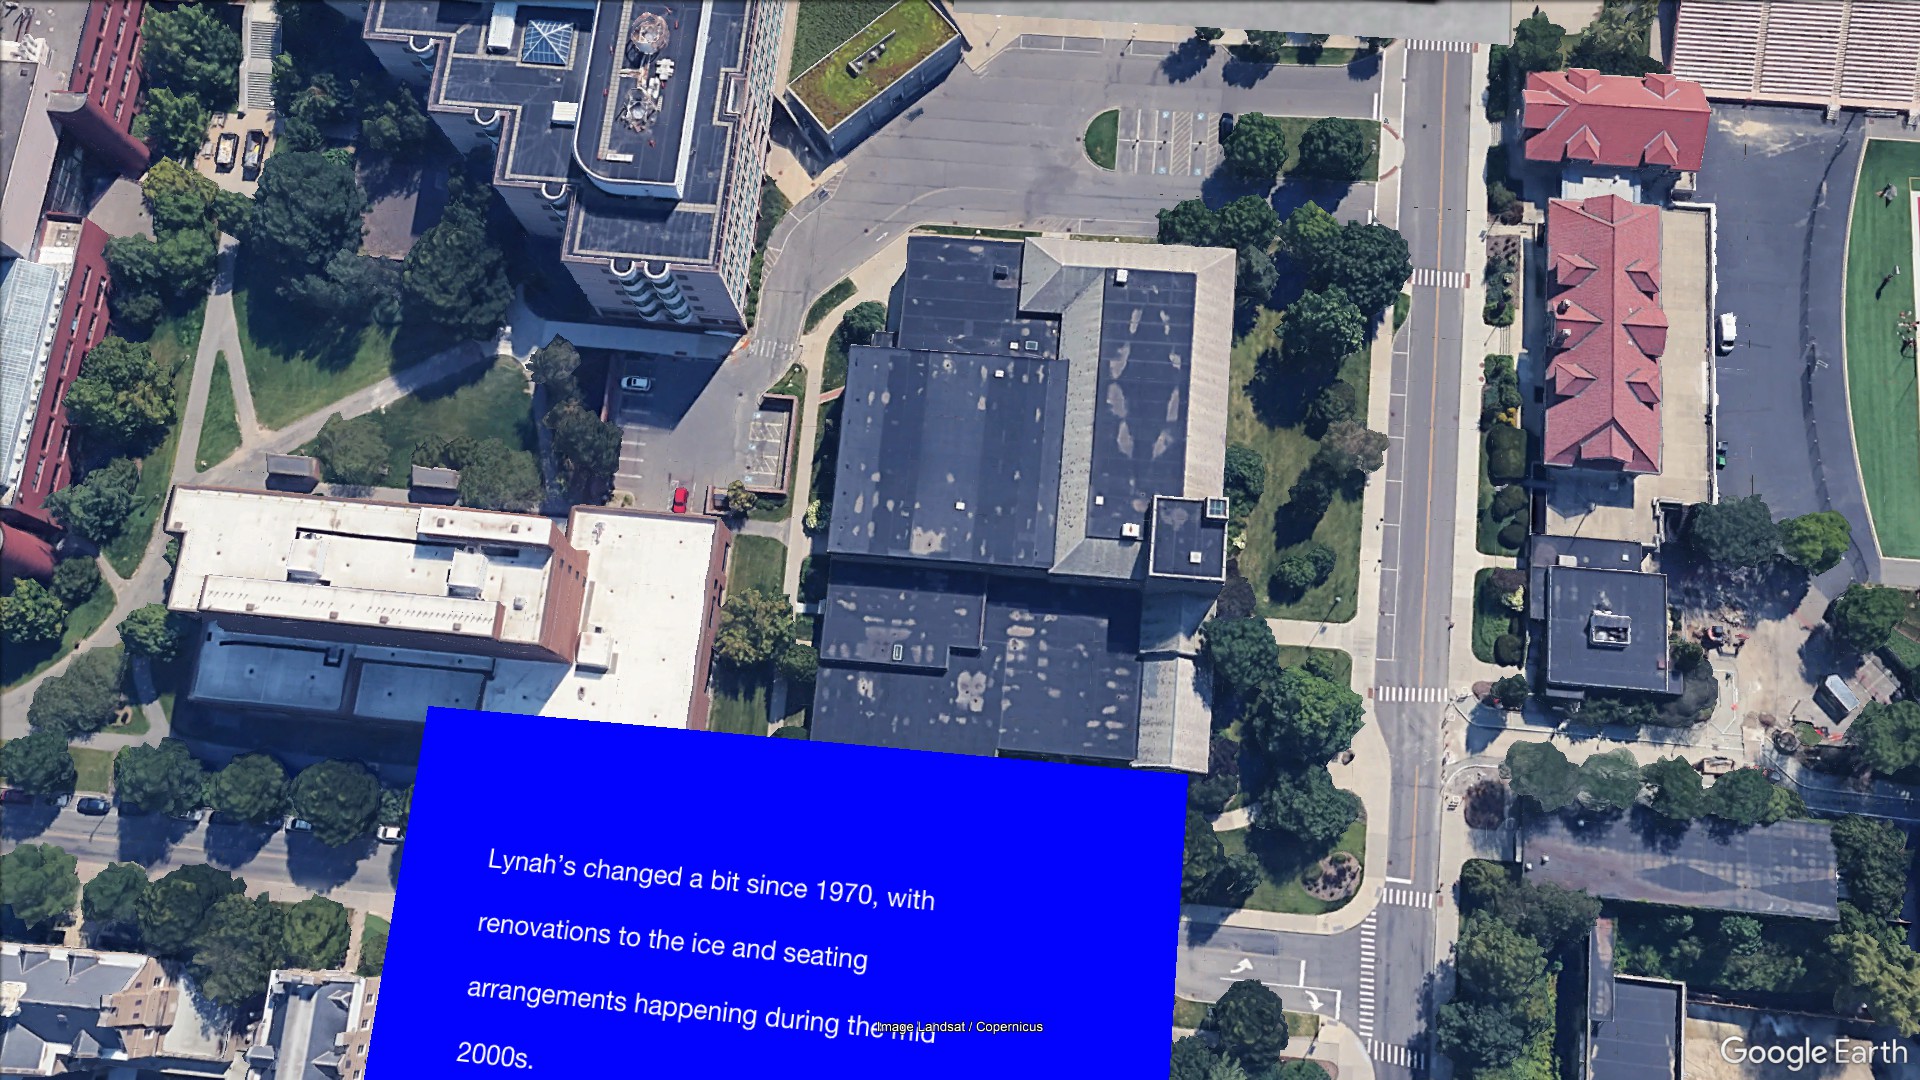 Lynah's changed a bit since 1970, with
renovations to the ice and seating
arrangements happening during the mid
2000s.
Image Landsat / Copernicus
Google Earth